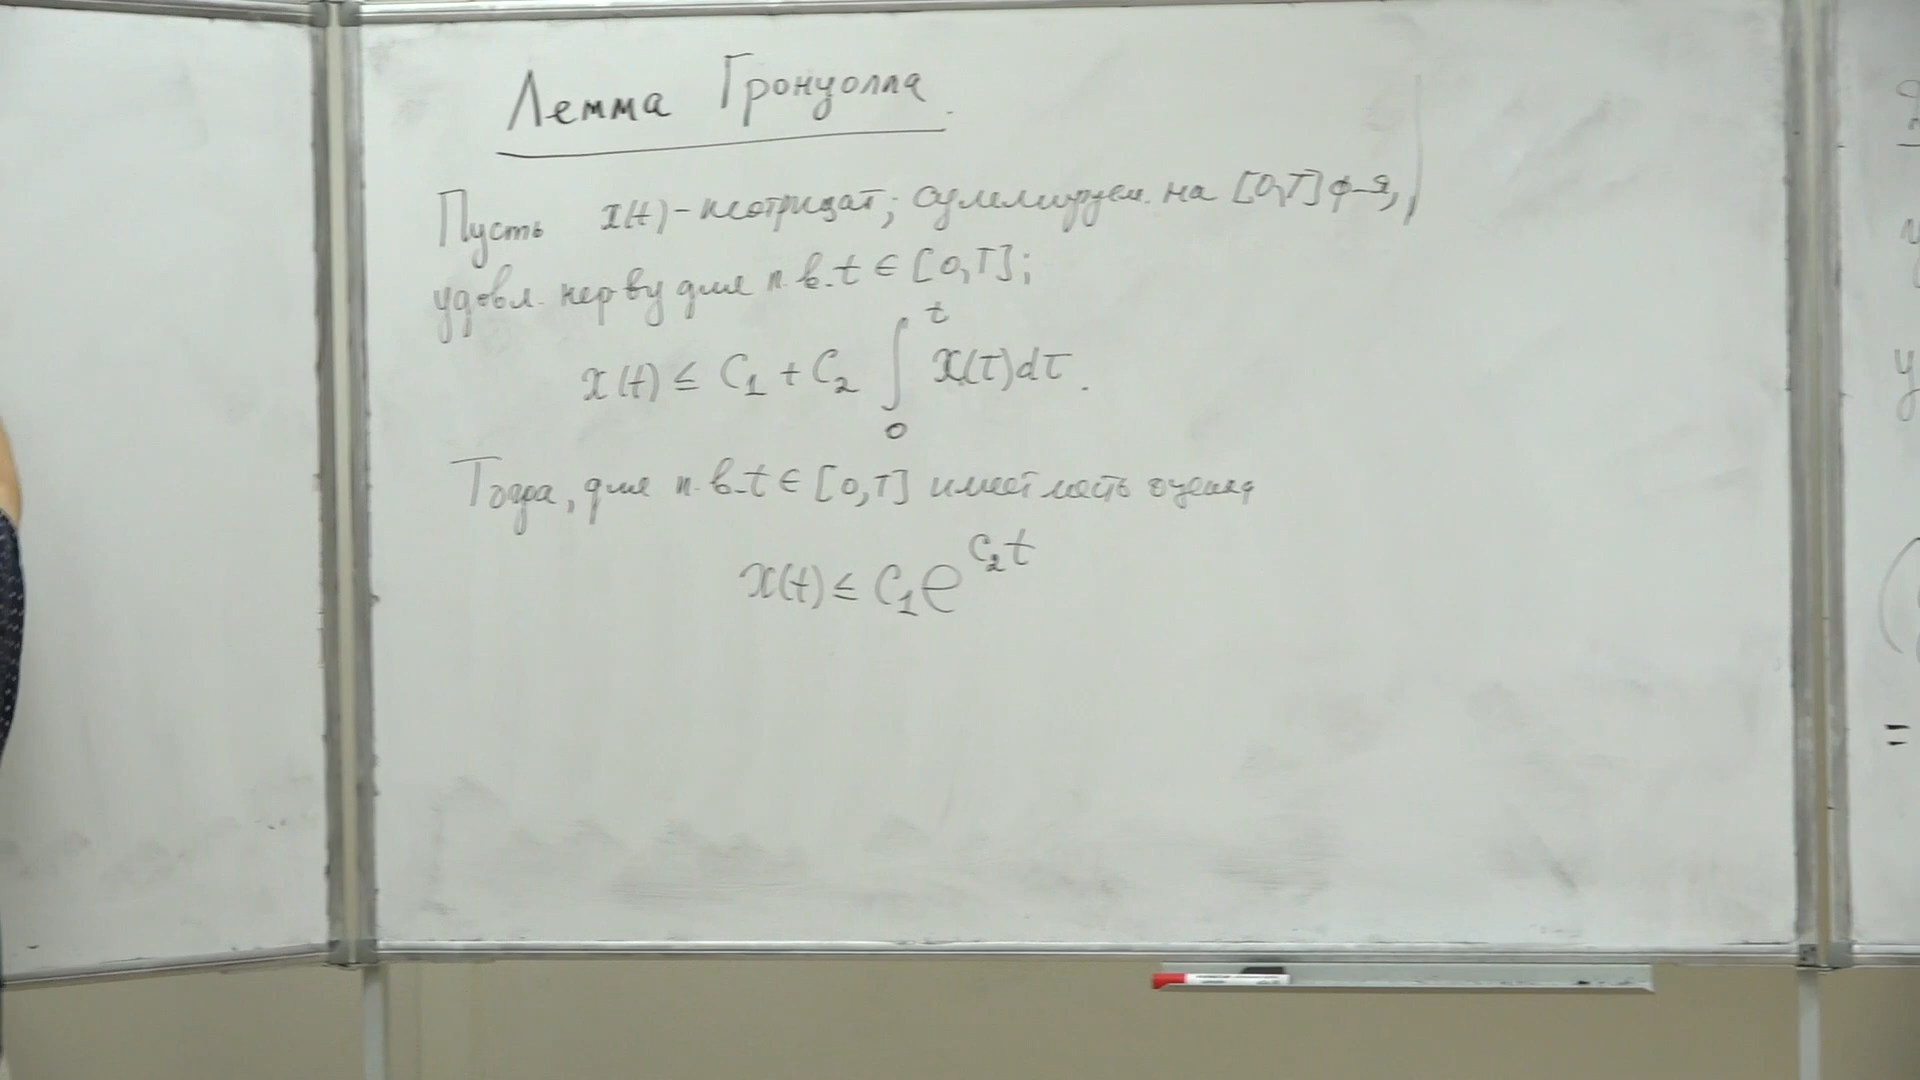 Лемма Гронуолла.
Пусть x(t) - неотрицат; суммируем. на [0,T] ф-я,
удовл. нер-ву для п.в. t ∈ [0,T];
x(t) ≤ C₁ + C₂ ∫₀ᵗ x(τ)dτ.
Тогда, для п.в. t ∈ [0,T] имеет место оценка
x(t) ≤ C₁e^{C₂t}